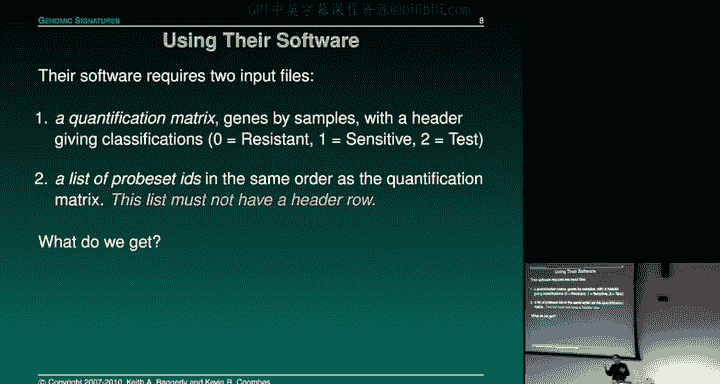 GPT中英字幕课程资源@bilibili.com
GENOMIC SIGNATURES 8
Using Their Software
Their software requires two input files:
1. a quantification matrix, genes by samples, with a header
giving classifications (0 = Resistant, 1 = Sensitive, 2 = Test)
2. a list of probeset ids in the same order as the quantification
matrix. This list must not have a header row.
What do we get?
© Copyright 2007-2010, Keith A. Baggerly and Kevin R. Coombes
Using Their Software